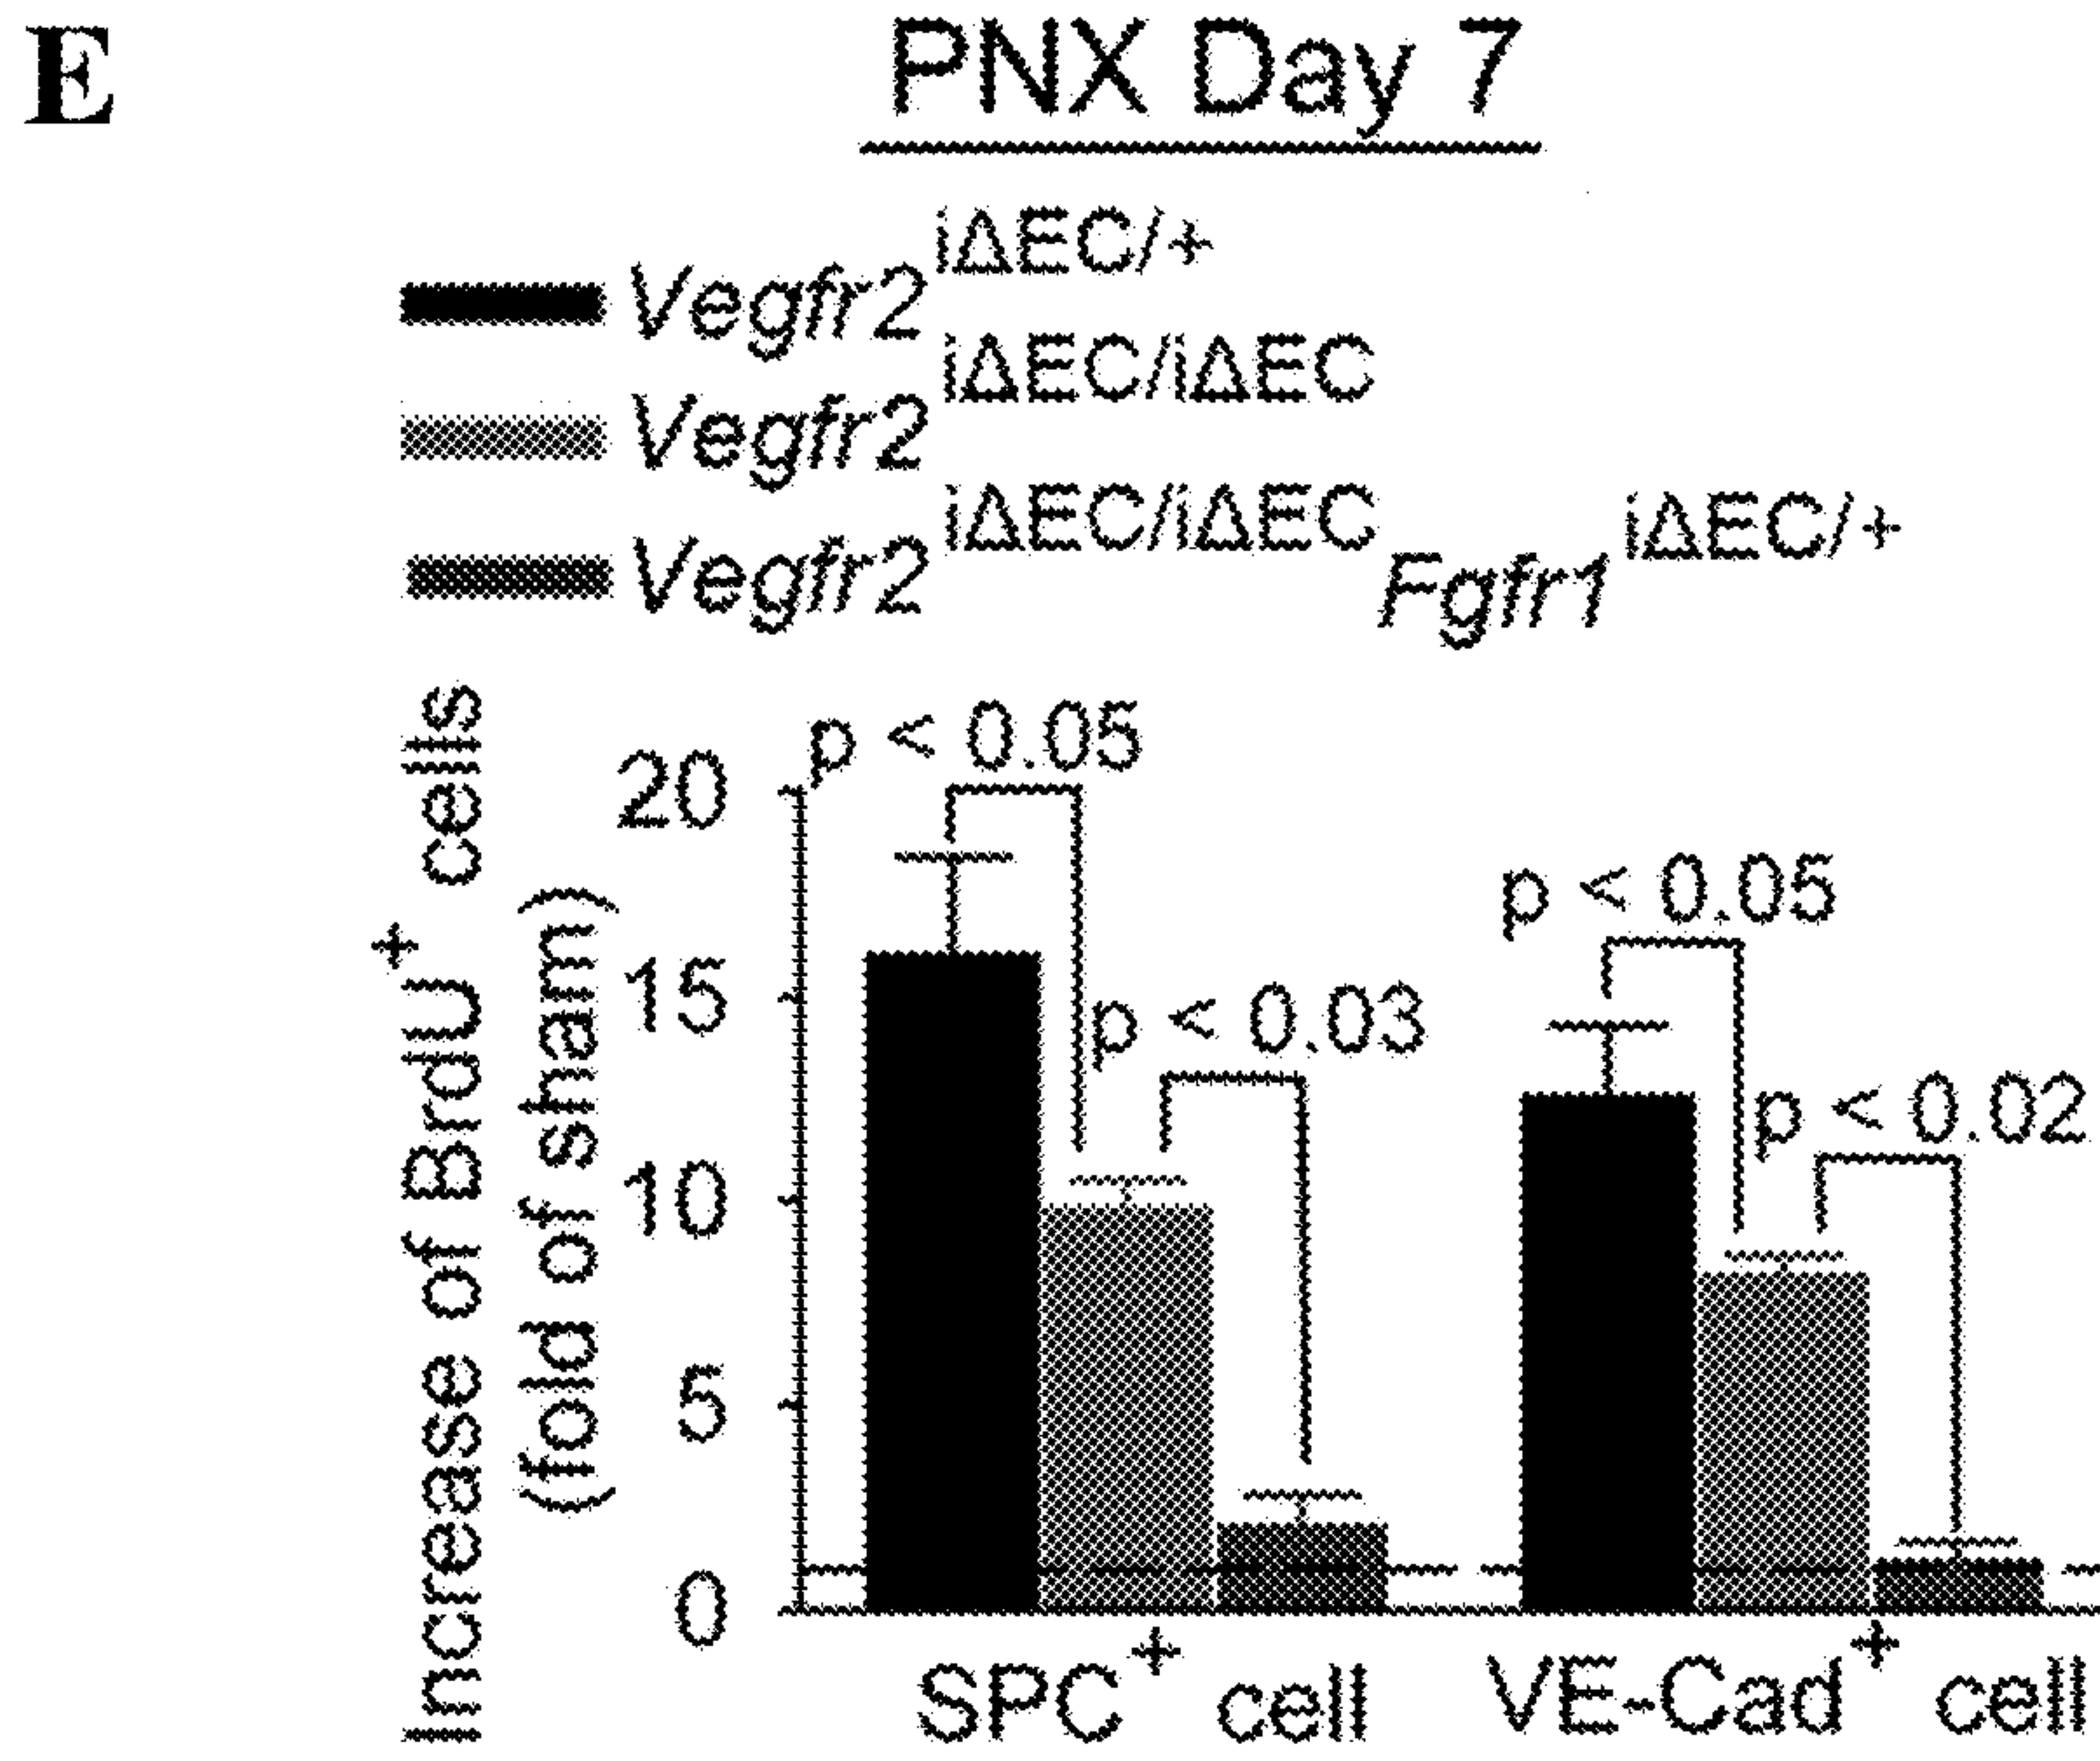 E
PNX Day 7
Vegfr2 iΔEC/+
Vegfr2 iΔEC/iΔEC
Vegfr2 iΔEC/iΔEC Fgfr1 iΔEC/+
Increase of BrdU+ cells
(fold of sham)
20
15
10
5
0
p < 0.05
p < 0.03
p < 0.05
p < 0.02
SPC+ cell
VE-Cad+ cell